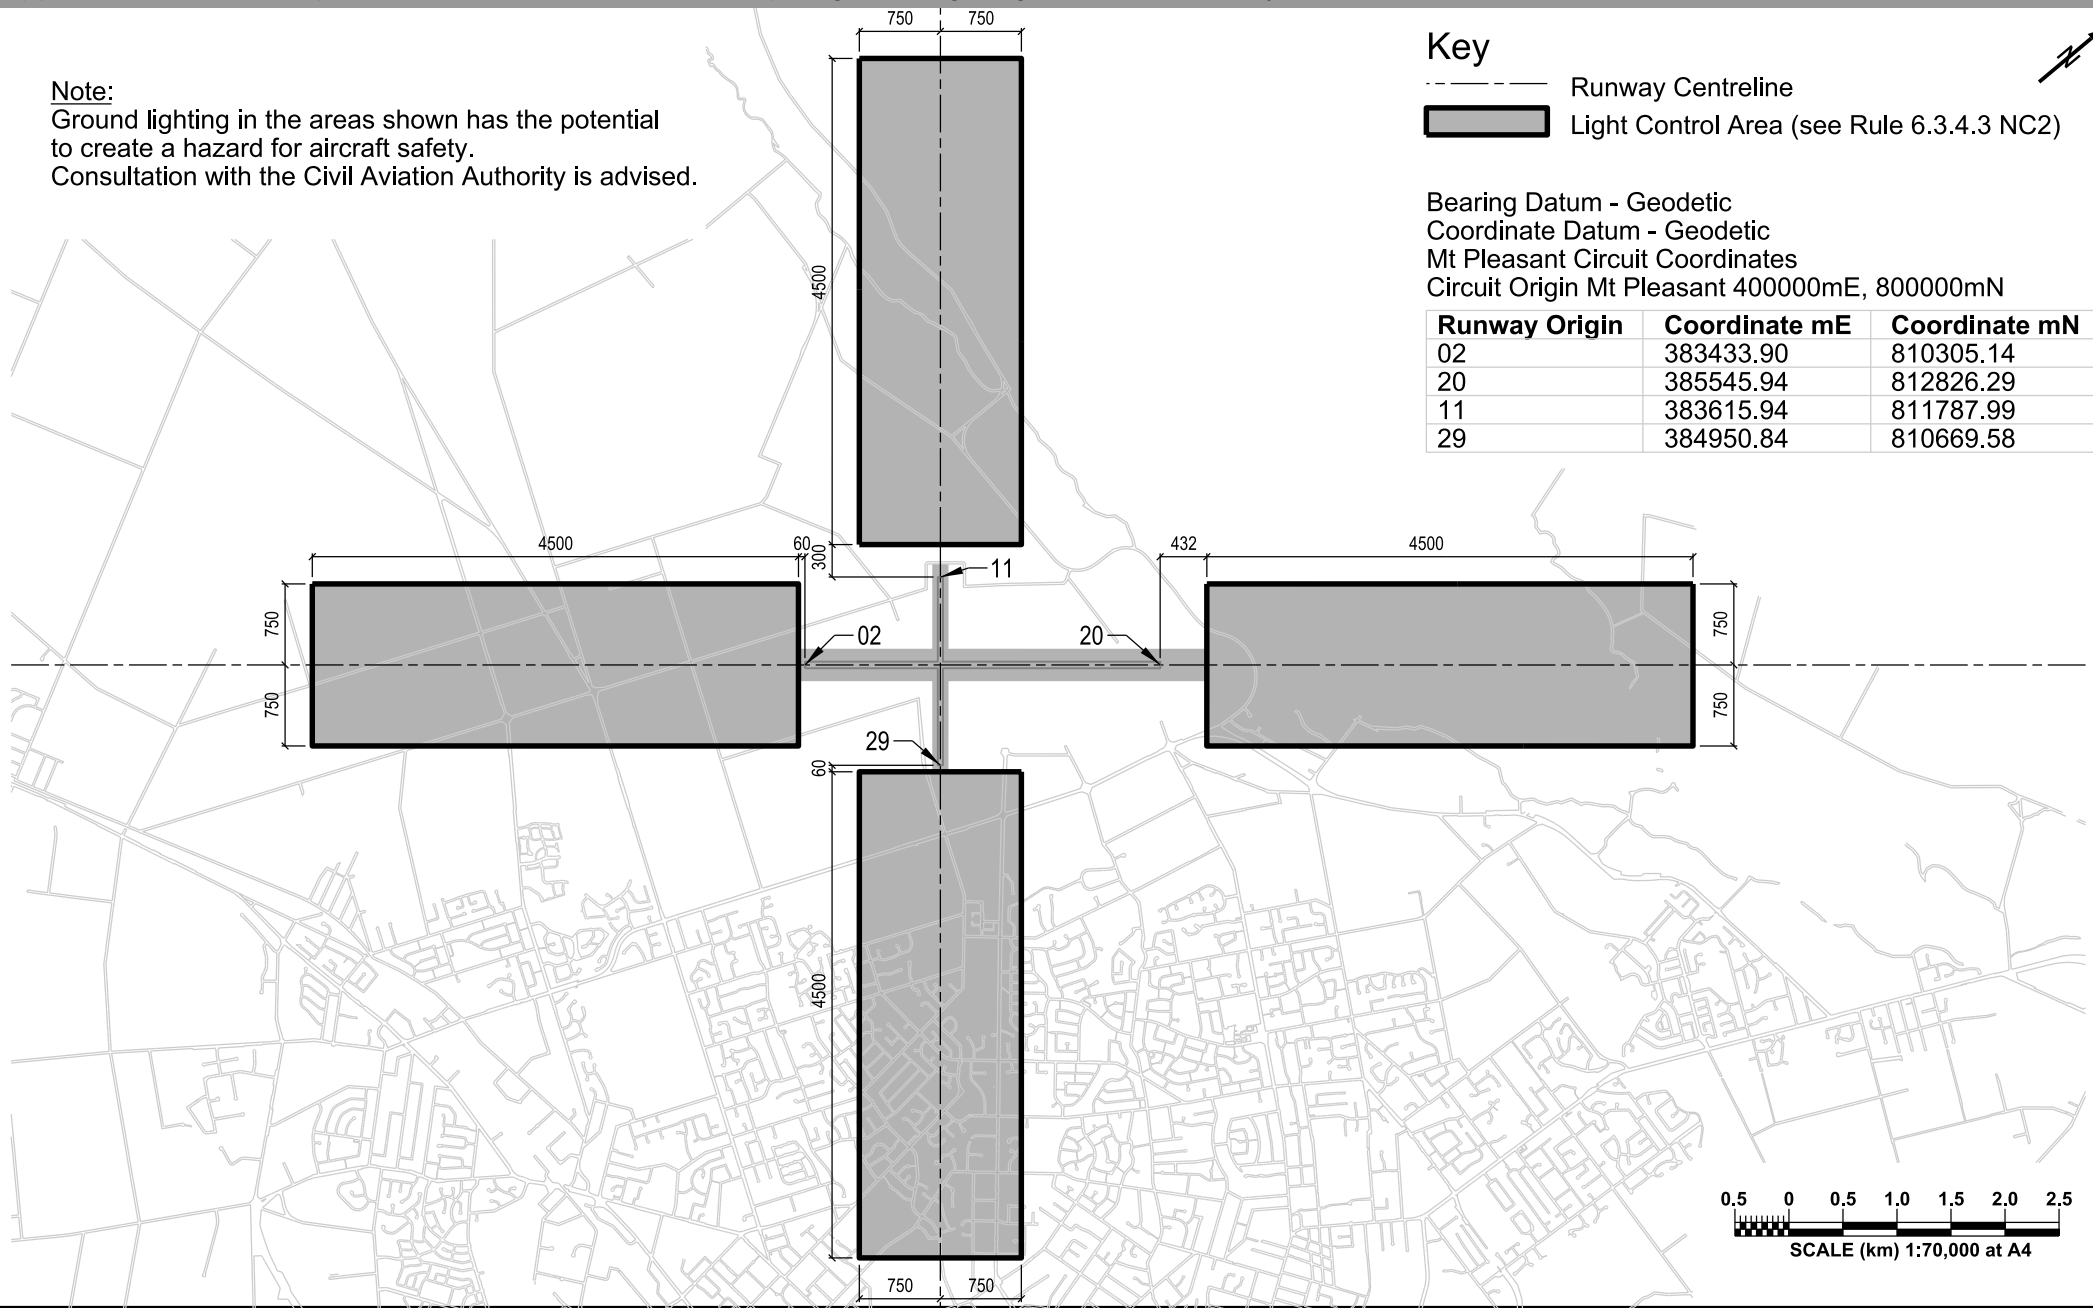 Note:
Ground lighting in the areas shown has the potential
to create a hazard for aircraft safety.
Consultation with the Civil Aviation Authority is advised.
750 750
Key
Runway Centreline
Light Control Area (see Rule 6.3.4.3 NC2)
Bearing Datum - Geodetic
Coordinate Datum - Geodetic
Mt Pleasant Circuit Coordinates
Circuit Origin Mt Pleasant 400000mE, 800000mN
Runway Origin Coordinate mE Coordinate mN
02 383433.90 810305.14
20 385545.94 812826.29
11 383615.94 811787.99
29 384950.84 810669.58
4500
4500 60 300 432 4500
11
750 02 20 750
750 750
29
60
4500
750 750
0.5 0 0.5 1.0 1.5 2.0 2.5
SCALE (km) 1:70,000 at A4